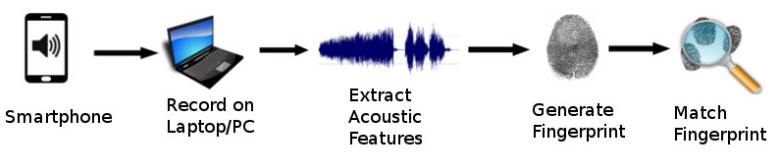 Smartphone
Record on
Laptop/PC
Extract
Acoustic
Features
Generate
Fingerprint
Match
Fingerprint